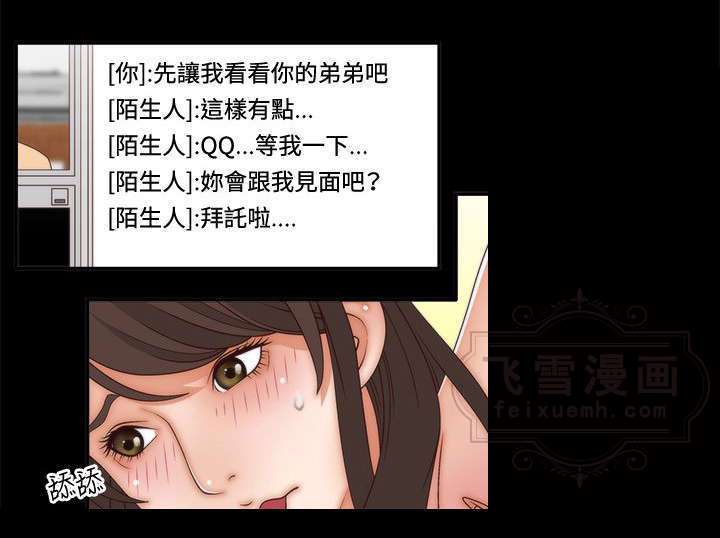 [你]:先讓我看看你的弟弟吧
[陌生人]:這樣有點...
[陌生人]:QQ...等我一下...
[陌生人]:妳會跟我見面吧?
[陌生人]:拜託啦....
飞雪漫画
feixuemh.com
舔舔